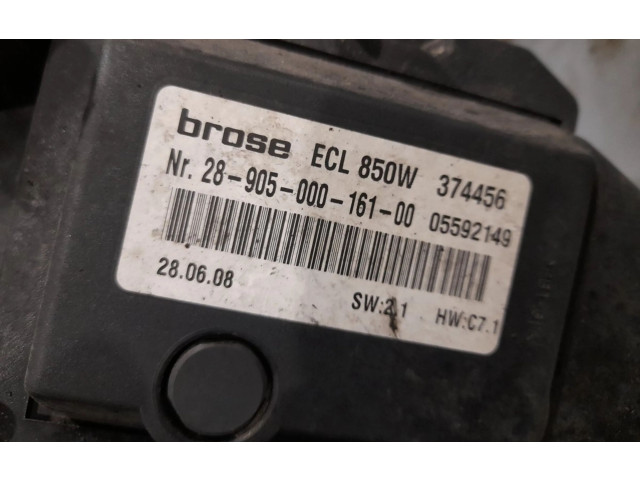 brose ECL 850W 374456
Nr. 28-905-000-161-00 05592149
28.06.08 SW:2.1 HW:C7.1